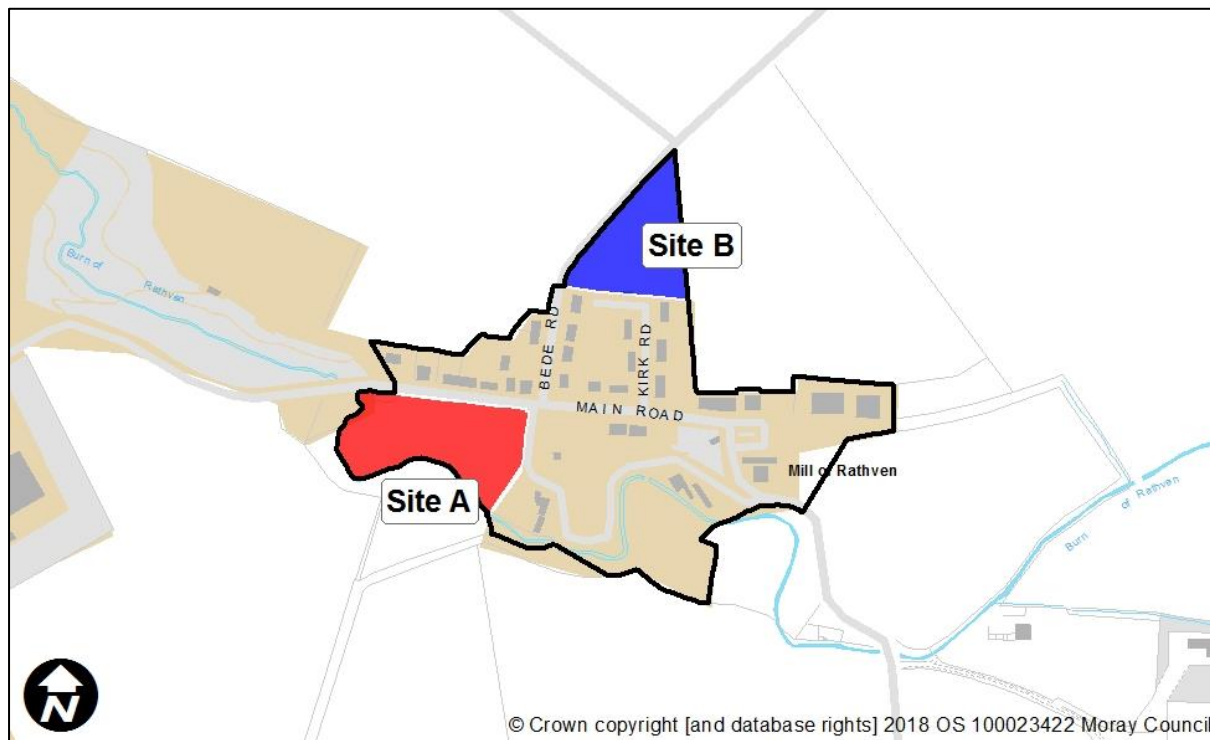 Site B
Burn of
Rathven
BEDE RD
KIRK RD
MAIN ROAD
Mill of Rathven
Site A
Burn of Rathven
N
© Crown copyright [and database rights] 2018 OS 100023422 Moray Council